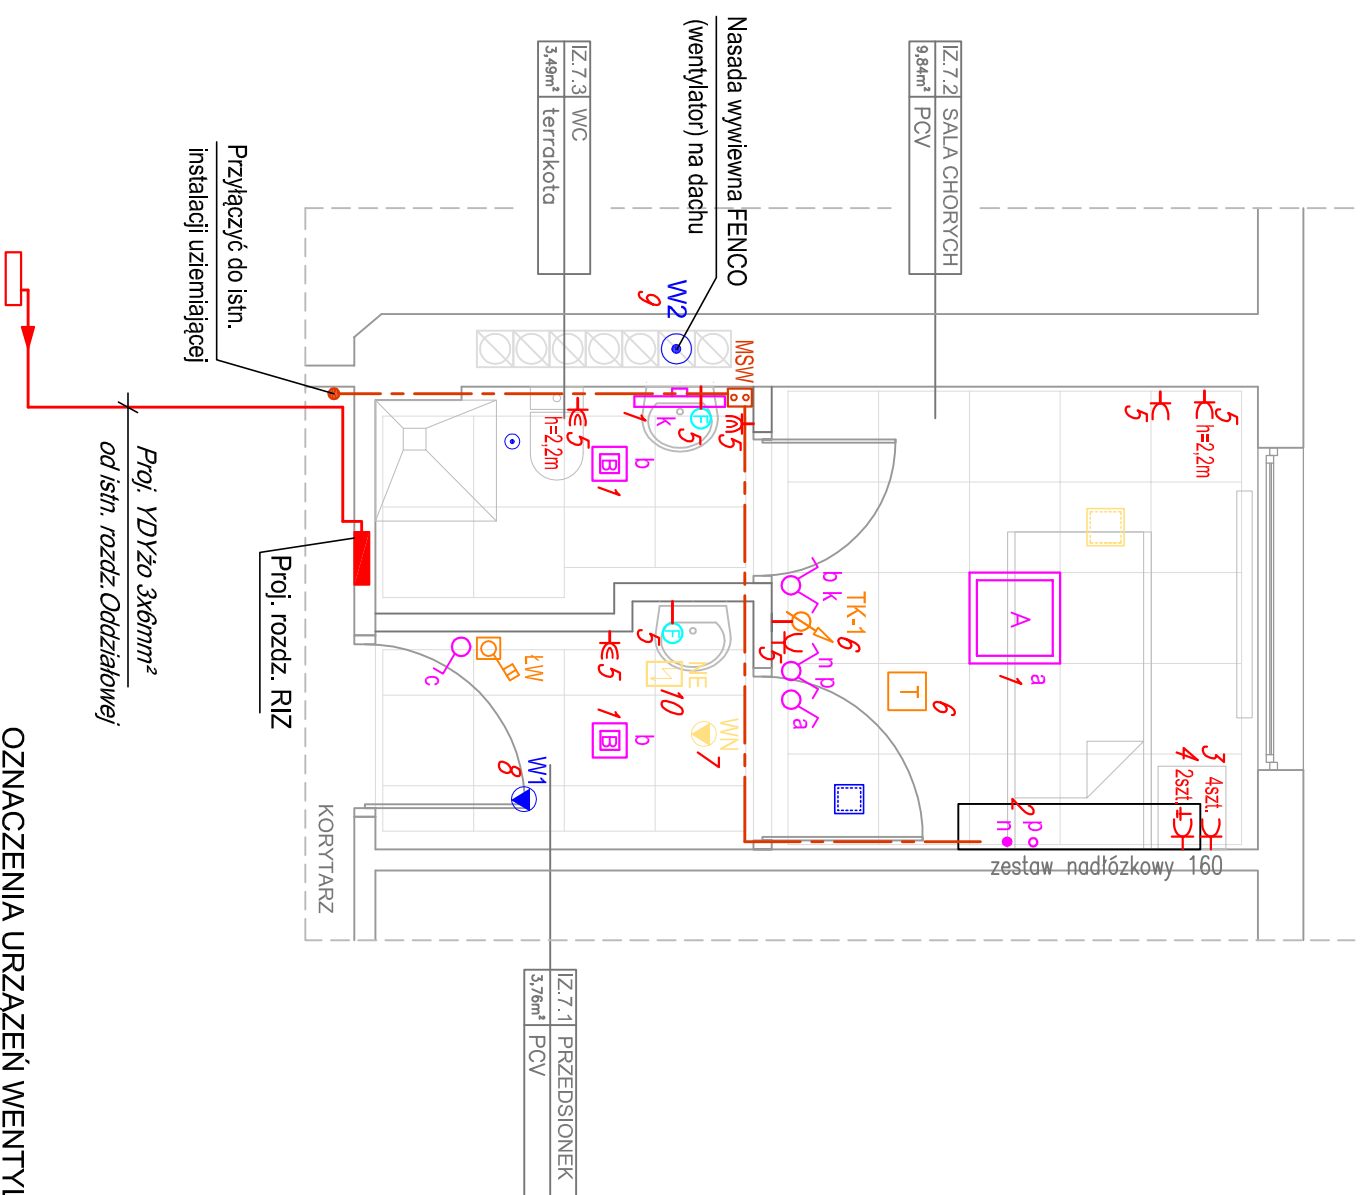 Nasada wywiewna FENCO
(wentylator) na dachu
IZ.7.2 SALA CHORYCH
9,84m² PCV
IZ.7.3 WC
3,49m² terrakota
Przyłączyć do istn.
instalacji uziemiającej
W2
9
MSW
5
h=2,2m
5
5
h=2,2m
1
k
5
5
b
1
B
Proj. YDYżo 3x6mm²
od istn. rozdz.Oddziałowej
Proj. rozdz. RIZ
b k
TK-1
6
5
n p
a
A
a
1
T
6
5
5
ŁW
c
NE
10
WN
7
b
1
B
W1
8
3
4szt.
4
2szt.
2
p
n
zestaw nadłózkowy 160
KORYTARZ
IZ.7.1 PRZEDSIONEK
3,76m² PCV
OZNACZENIA URZĄZEŃ WENTYL